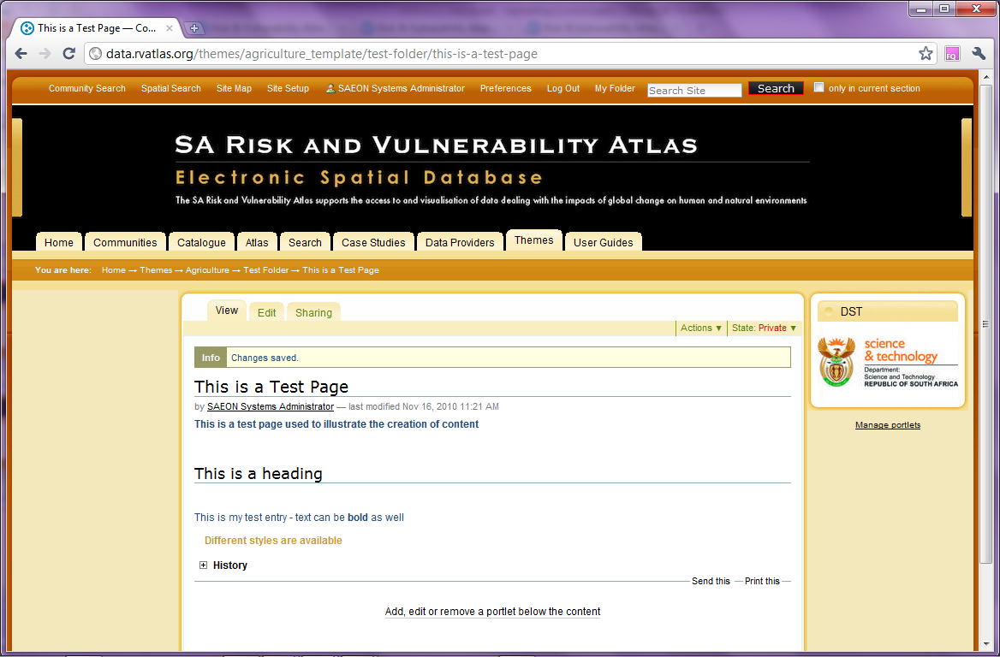 This is a Test Page — Co...
data.rvatlas.org/themes/agriculture_template/test-folder/this-is-a-test-page
FQ
Community Search Spatial Search Site Map Site Setup SAEON Systems Administrator Preferences Log Out My Folder Search Site Search only in current section
SA Risk and Vulnerability Atlas
Electronic Spatial Database
The SA Risk and Vulnerability Atlas supports the access to and visualisation of data dealing with the impacts of global change on human and natural environments
Home Communities Catalogue Atlas Search Case Studies Data Providers Themes User Guides
You are here: Home → Themes → Agriculture → Test Folder → This is a Test Page
View Edit Sharing
Actions ▼ State: Private ▼
Info Changes saved.
This is a Test Page
by SAEON Systems Administrator — last modified Nov 16, 2010 11:21 AM
This is a test page used to illustrate the creation of content
This is a heading
This is my test entry - text can be bold as well
Different styles are available
History
Send this — Print this —
Add, edit or remove a portlet below the content
DST
science
& technology
Department:
Science and Technology
REPUBLIC OF SOUTH AFRICA
Manage portlets